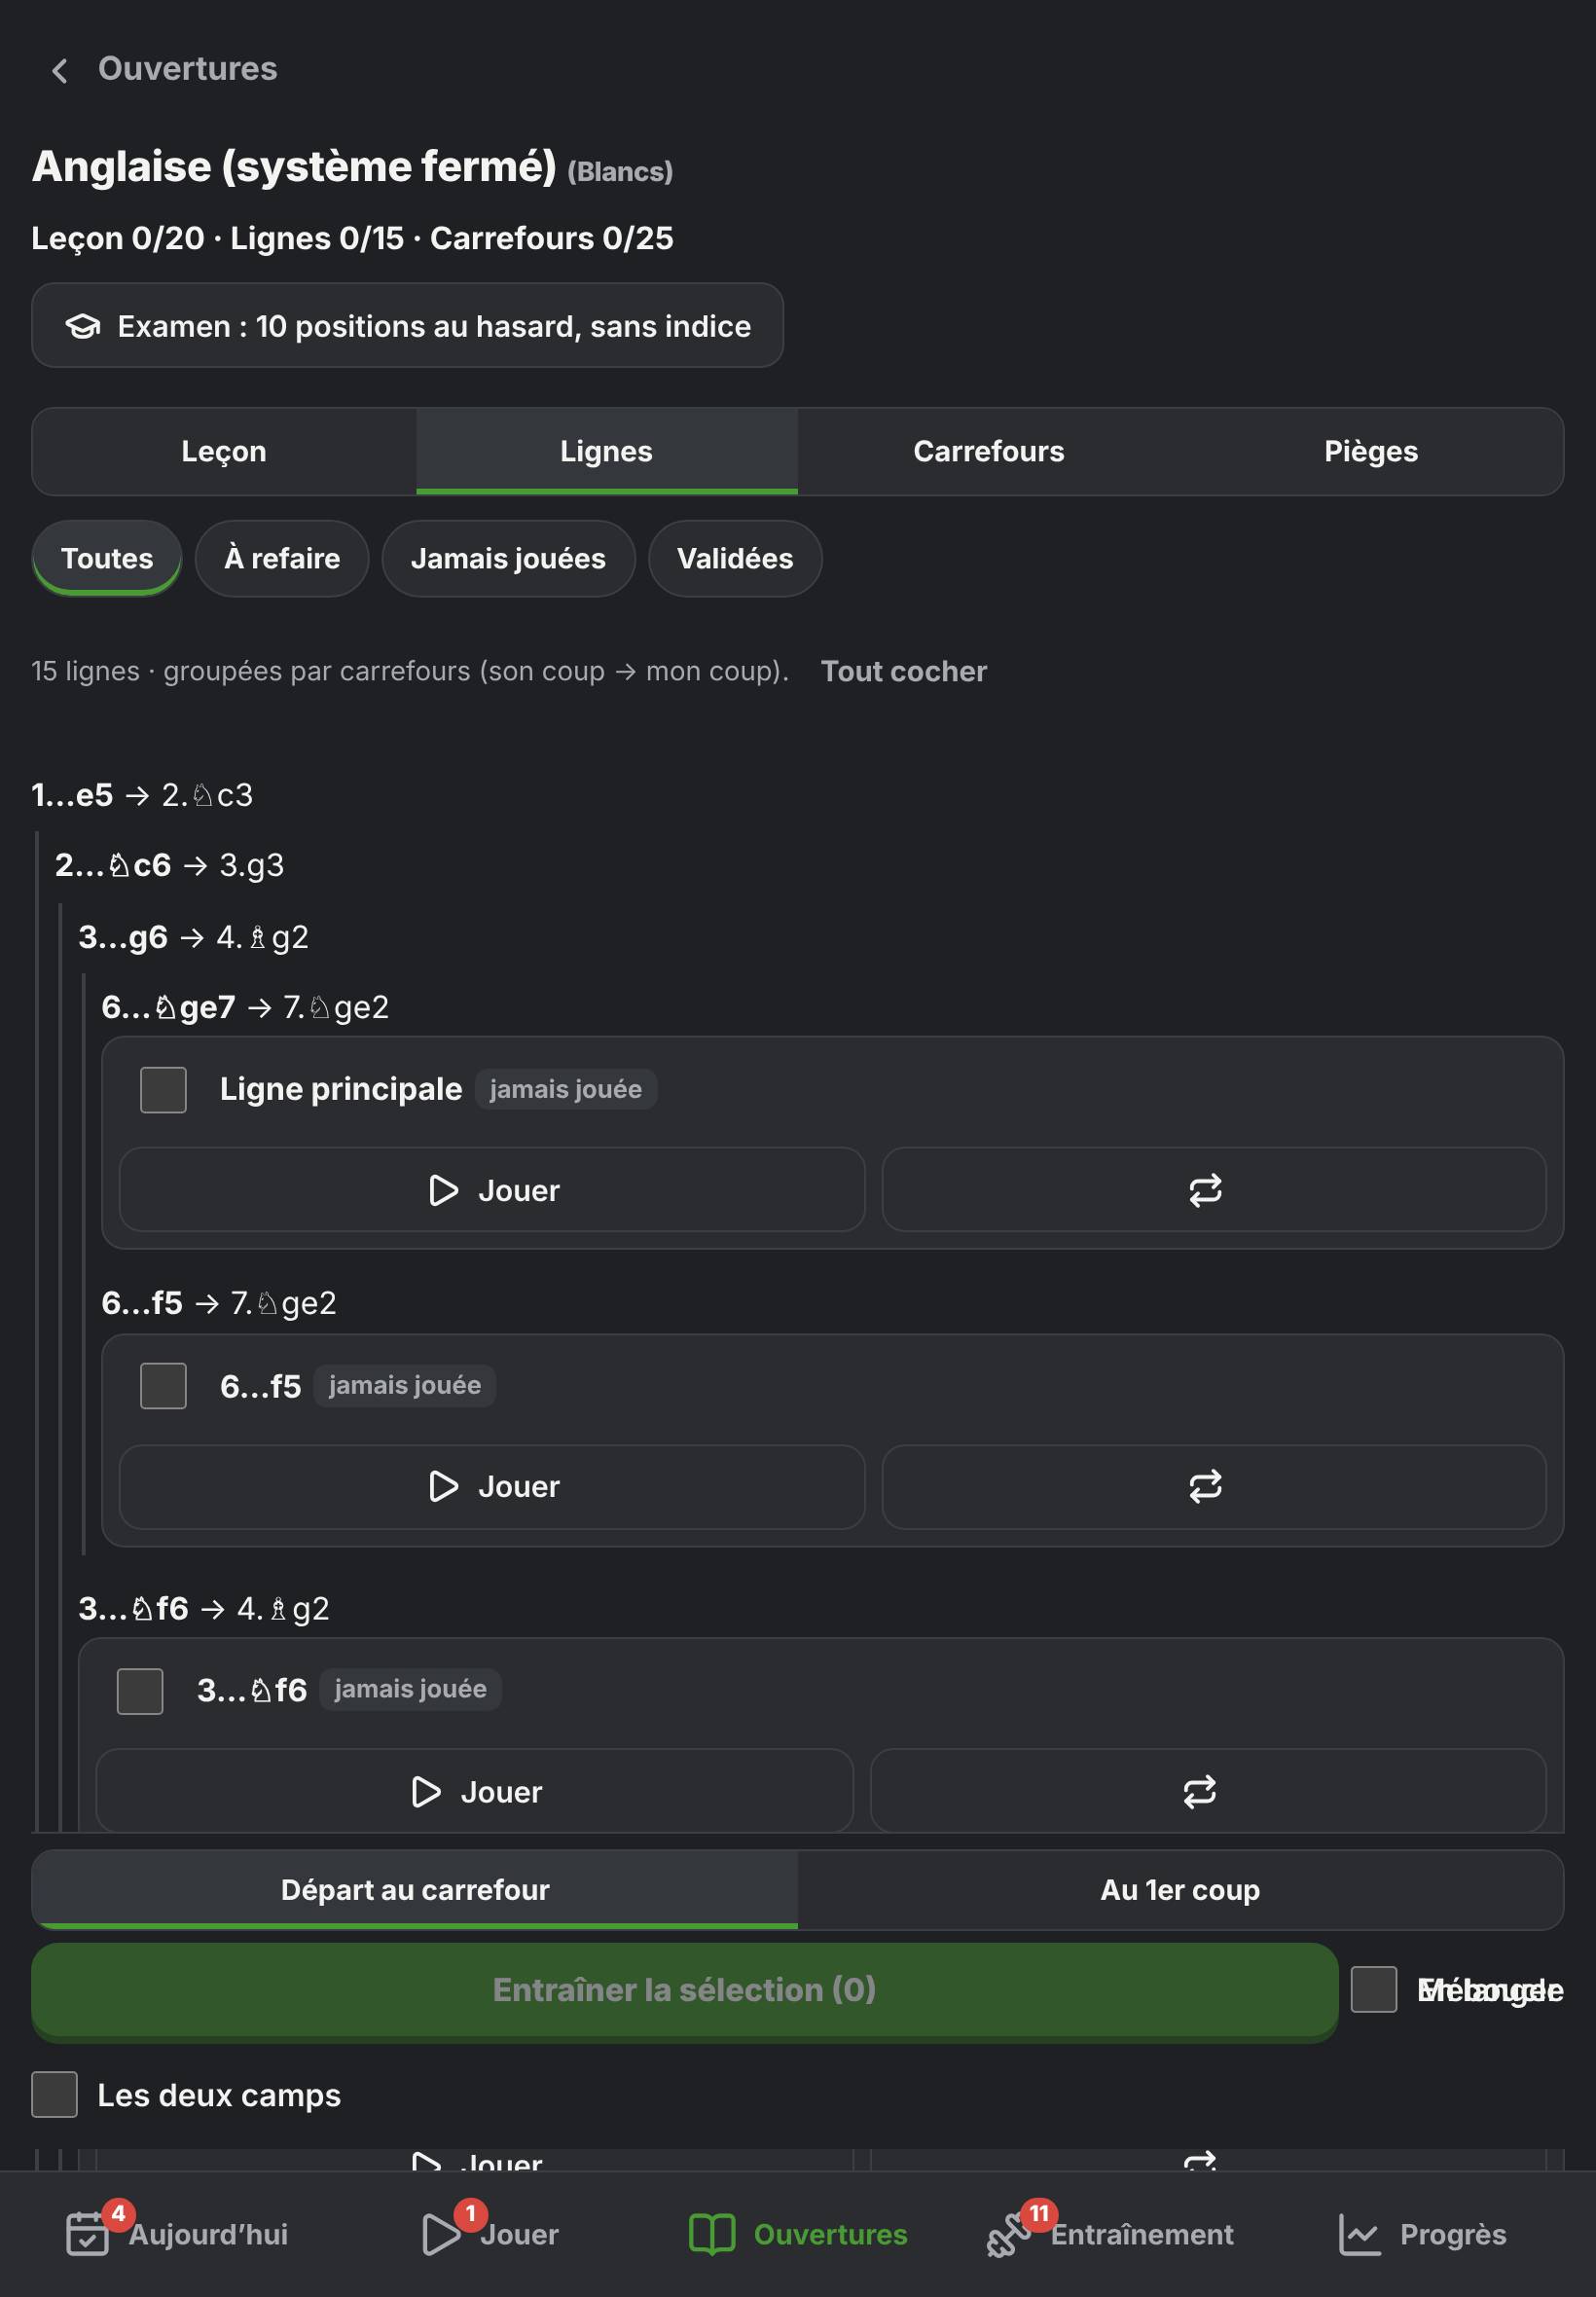 Ouvertures
Anglaise (système fermé) (Blancs)
Leçon 0/20 · Lignes 0/15 · Carrefours 0/25
Examen : 10 positions au hasard, sans indice
Leçon Lignes Carrefours Pièges
Toutes À refaire Jamais jouées Validées
15 lignes · groupées par carrefours (son coup → mon coup). Tout cocher
1…e5 → 2.♘c3
2…♘c6 → 3.g3
3…g6 → 4.♗g2
6…♘ge7 → 7.♘ge2
Ligne principale jamais jouée
Jouer
6…f5 → 7.♘ge2
6…f5 jamais jouée
Jouer
3…♘f6 → 4.♗g2
3…♘f6 jamais jouée
Jouer
Départ au carrefour Au 1er coup
Entraîner la sélection (0)
Les deux camps
Jouer
4 Aujourd’hui 1 Jouer Ouvertures 11 Entraînement Progrès